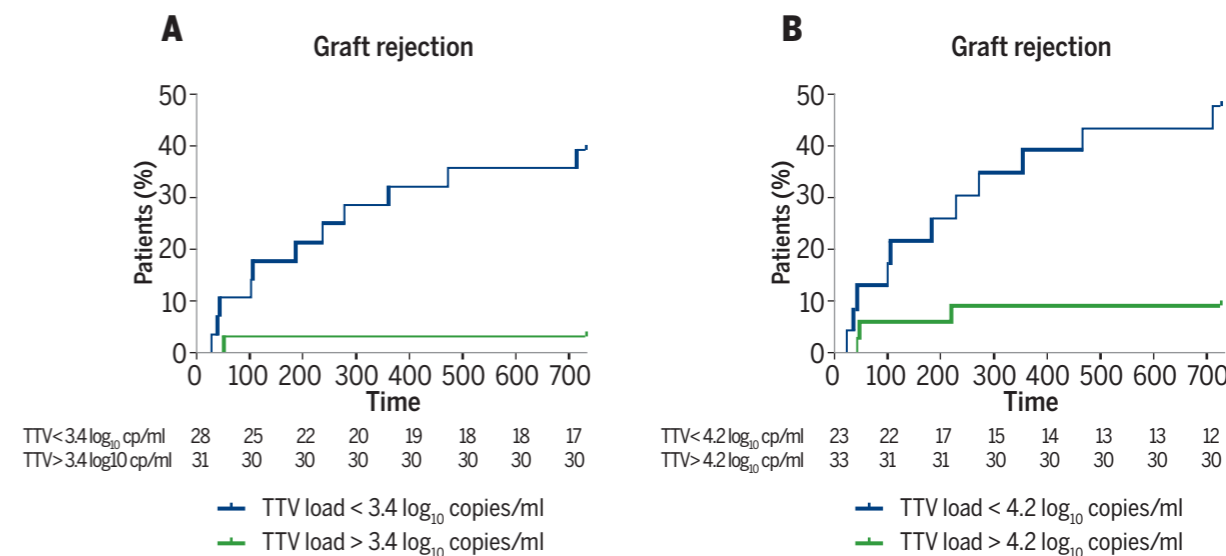 A
Graft rejection
Patients (%)
50
40
30
20
10
0
0 100 200 300 400 500 600 700
Time
TTV< 3.4 log₁₀ cp/ml 28 25 22 20 19 18 18 17
TTV> 3.4 log10 cp/ml 31 30 30 30 30 30 30 30
TTV load < 3.4 log₁₀ copies/ml
TTV load > 3.4 log₁₀ copies/ml
B
Graft rejection
Patients (%)
50
40
30
20
10
0
0 100 200 300 400 500 600 700
Time
TTV< 4.2 log₁₀ cp/ml 23 22 17 15 14 13 13 12
TTV> 4.2 log₁₀ cp/ml 33 31 31 30 30 30 30 30
TTV load < 4.2 log₁₀ copies/ml
TTV load > 4.2 log₁₀ copies/ml